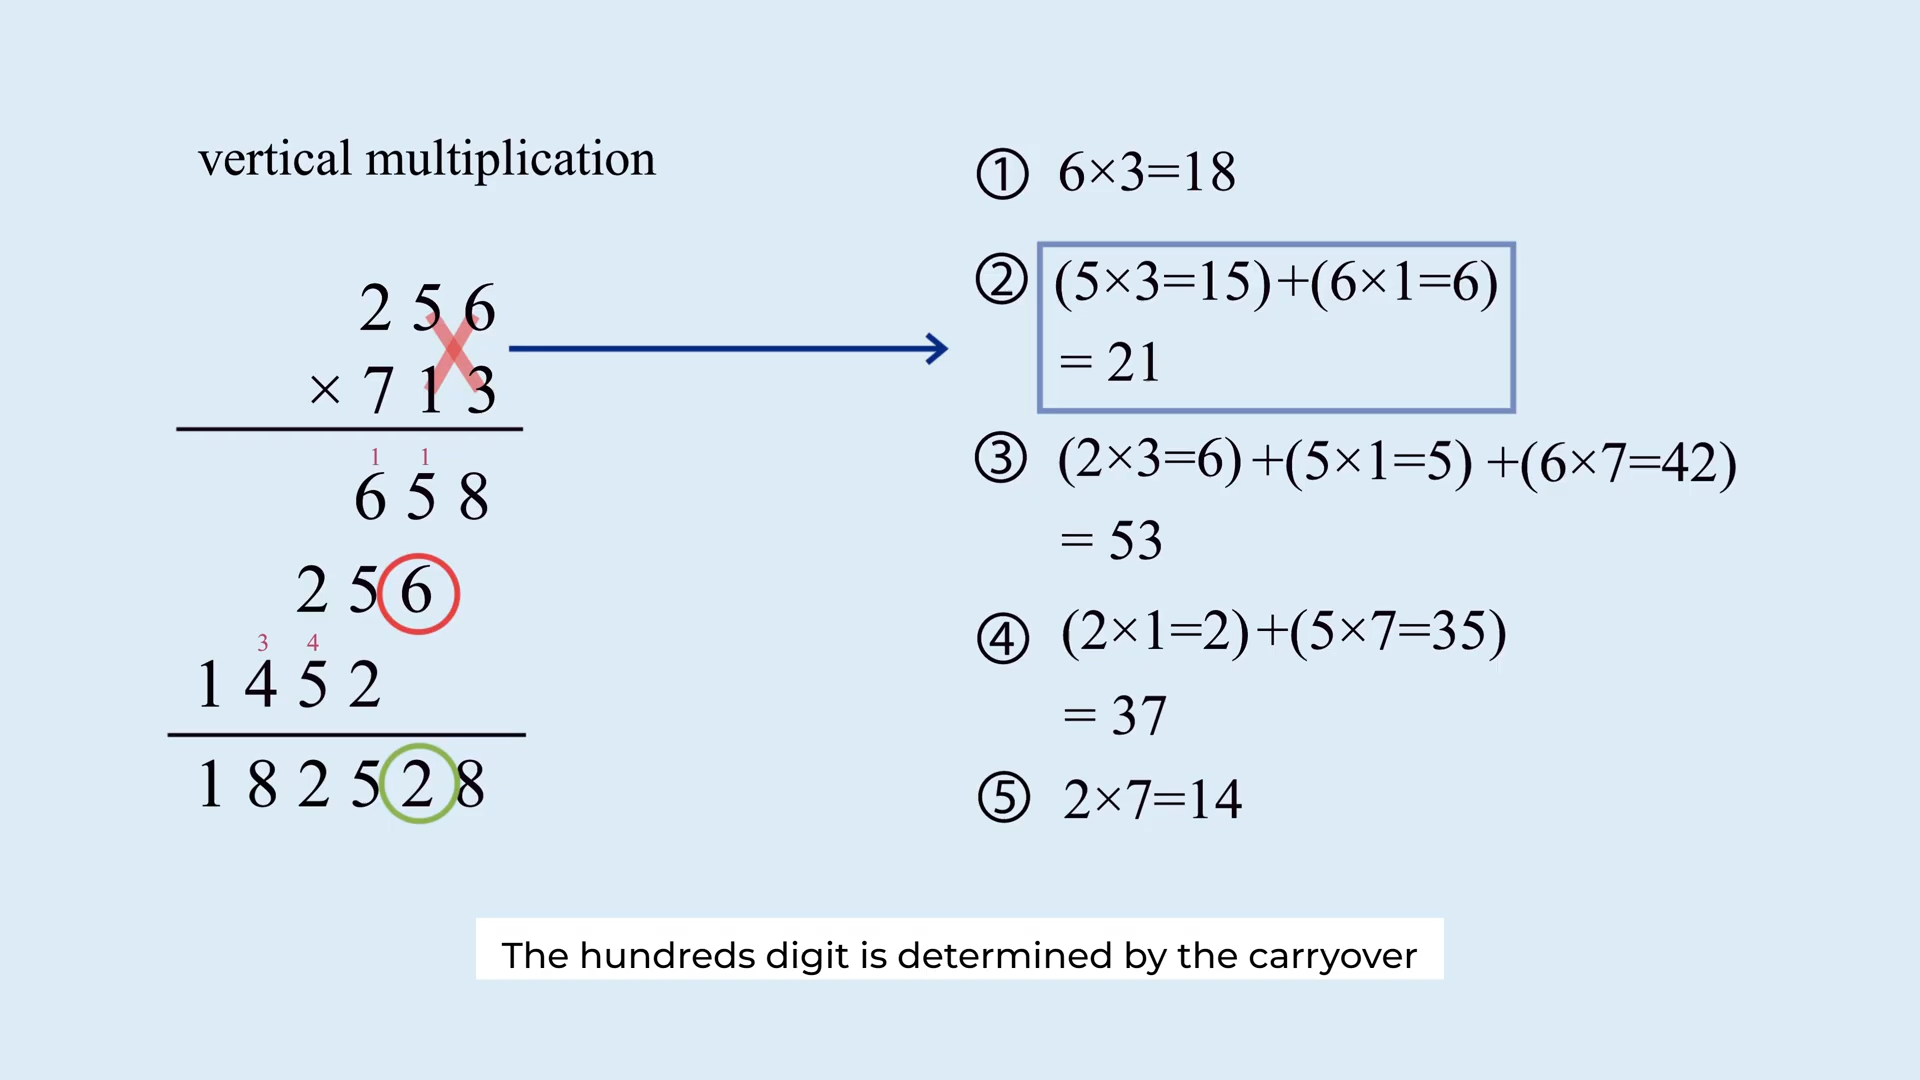 vertical multiplication
2 5 6
× 7 1 3
1 1
6 5 8
2 5 6
3 4
1 4 5 2
1 8 2 5 2 8
① 6×3=18
② (5×3=15)+(6×1=6)
= 21
③ (2×3=6)+(5×1=5)+(6×7=42)
= 53
④ (2×1=2)+(5×7=35)
= 37
⑤ 2×7=14
The hundreds digit is determined by the carryover